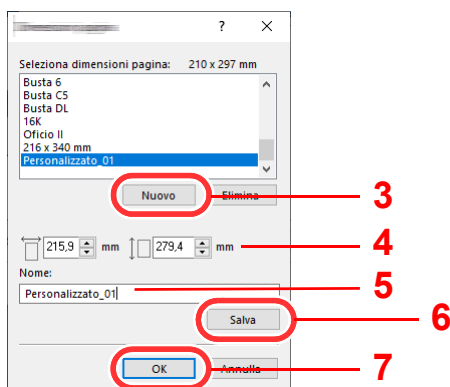 ?
Seleziona dimensioni pagina: 210 x 297 mm
Busta 6
Busta C5
Busta DL
16K
Oficio II
216 x 340 mm
Personalizzato_01
Nuovo Elimina 3
215,9 mm 279,4 mm 4
Nome:
Personalizzato_01 5
Salva 6
OK Annulla 7